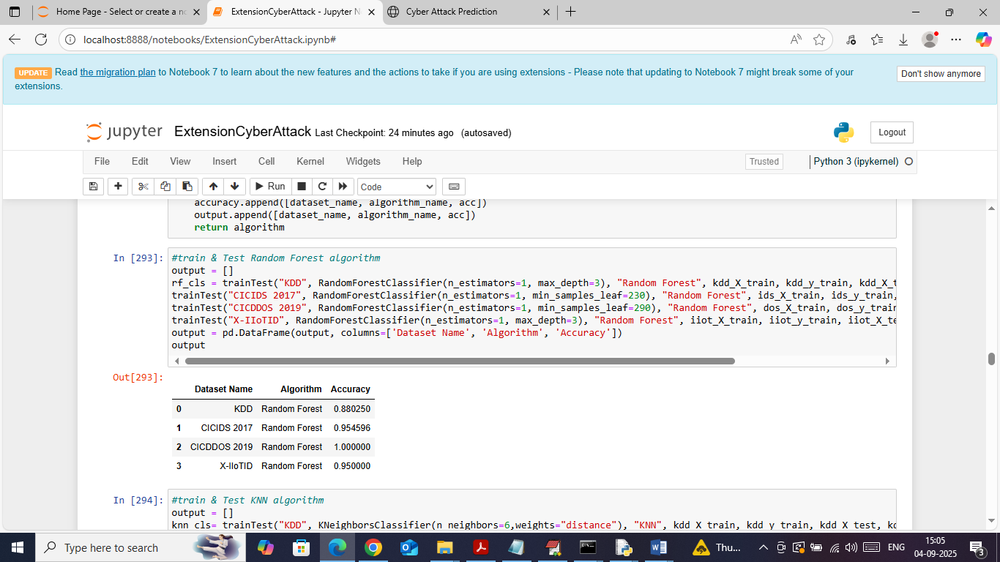 Home Page - Select or create a no
ExtensionCyberAttack - Jupyter N
Cyber Attack Prediction
localhost:8888/notebooks/ExtensionCyberAttack.ipynb#
UPDATE Read the migration plan to Notebook 7 to learn about the new features and the actions to take if you are using extensions - Please note that updating to Notebook 7 might break some of your
extensions.
Don't show anymore
jupyter ExtensionCyberAttack Last Checkpoint: 24 minutes ago (autosaved)
Logout
File Edit View Insert Cell Kernel Widgets Help
Trusted
Python 3 (ipykernel)
Run
Code
accuracy.append([dataset_name, algorithm_name, acc])
output.append([dataset_name, algorithm_name, acc])
return algorithm
In [293]:
#train & Test Random Forest algorithm
output = []
rf_cls = trainTest("KDD", RandomForestClassifier(n_estimators=1, max_depth=3), "Random Forest", kdd_X_train, kdd_y_train, kdd_X_t
trainTest("CICIDS 2017", RandomForestClassifier(n_estimators=1, min_samples_leaf=230), "Random Forest", ids_X_train, ids_y_train,
trainTest("CICDDOS 2019", RandomForestClassifier(n_estimators=1, min_samples_leaf=290), "Random Forest", dos_X_train, dos_y_train
trainTest("X-IIoTID", RandomForestClassifier(n_estimators=1, max_depth=3), "Random Forest", iiot_X_train, iiot_y_train, iiot_X_te
output = pd.DataFrame(output, columns=['Dataset Name', 'Algorithm', 'Accuracy'])
output
Out[293]:
Dataset Name Algorithm Accuracy
0 KDD Random Forest 0.880250
1 CICIDS 2017 Random Forest 0.954596
2 CICDDOS 2019 Random Forest 1.000000
3 X-IIoTID Random Forest 0.950000
In [294]:
#train & Test KNN algorithm
output = []
knn_cls= trainTest("KDD", KNeighborsClassifier(n_neighbors=6,weights="distance"), "KNN", kdd_X_train, kdd_y_train, kdd_X_test, kd
Type here to search
Thu...
ENG
15:05
04-09-2025
3